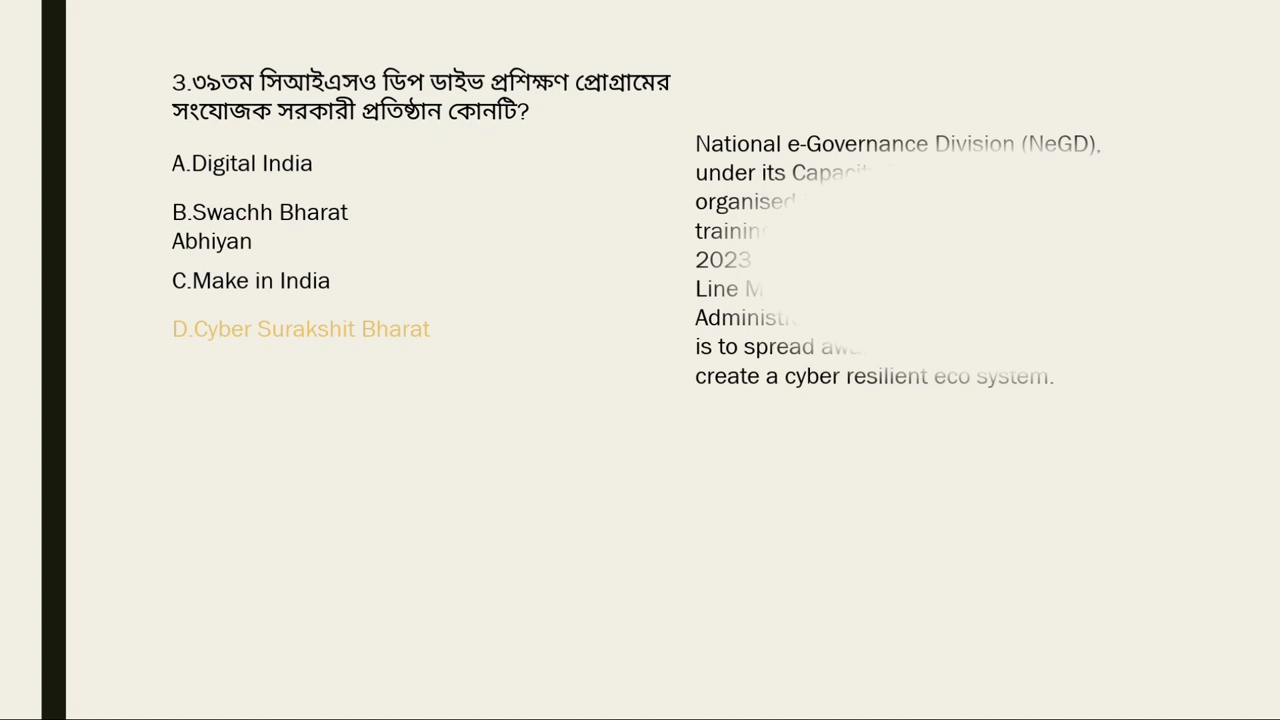 3.৩৯তম সিআইএসও ডিপ ডাইভ প্রশিক্ষণ প্রোগ্রামের
সংযোজক সরকারী প্রতিষ্ঠান কোনটি?
A.Digital India
B.Swachh Bharat
Abhiyan
C.Make in India
D.Cyber Surakshit Bharat
National e-Governance Division (NeGD),
under its
organised
2023
Line
is to spread
create a cyber resilient eco system.